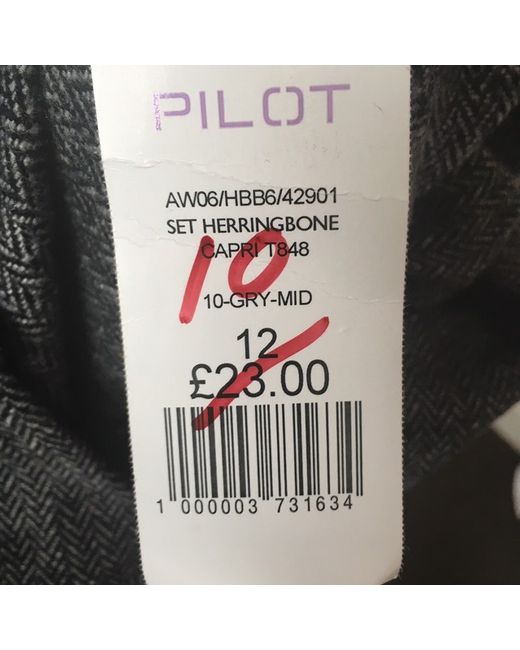 PILOT
AW06/HBB6/42901
SET HERRINGBONE
CAPRI T848
10
10-GRY-MID
12
£23.00
1 000003 731634